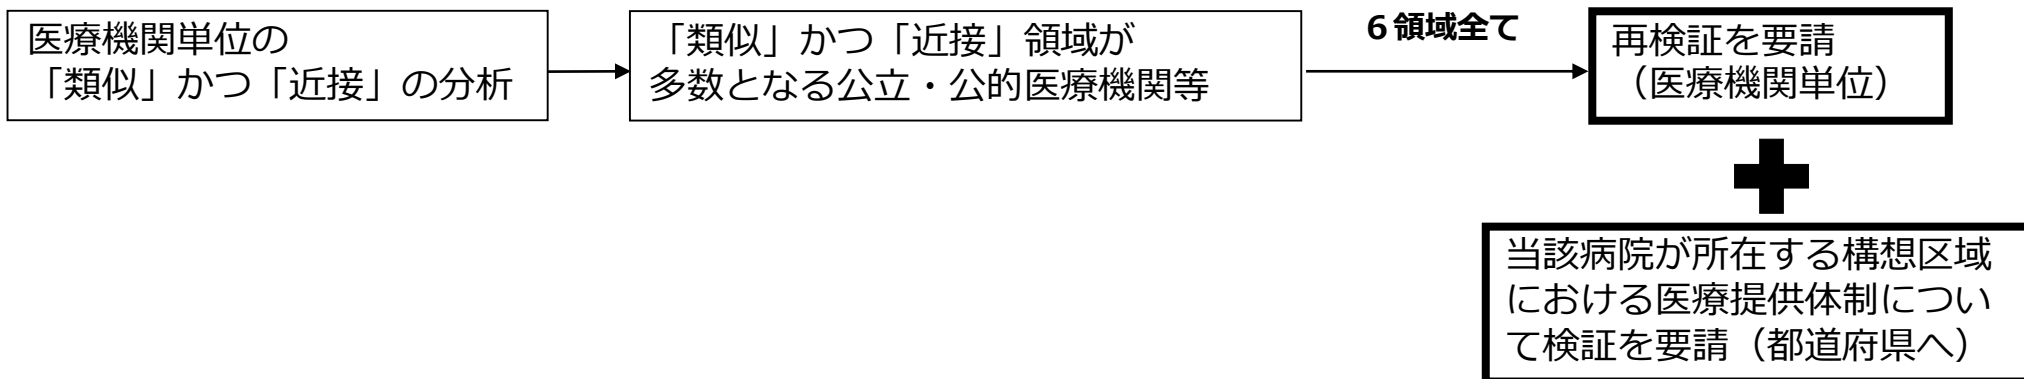 医療機関単位の
「類似」かつ「近接」の分析
「類似」かつ「近接」領域が
多数となる公立・公的医療機関等
６領域全て
再検証を要請
（医療機関単位）
当該病院が所在する構想区域
における医療提供体制につい
て検証を要請（都道府県へ）